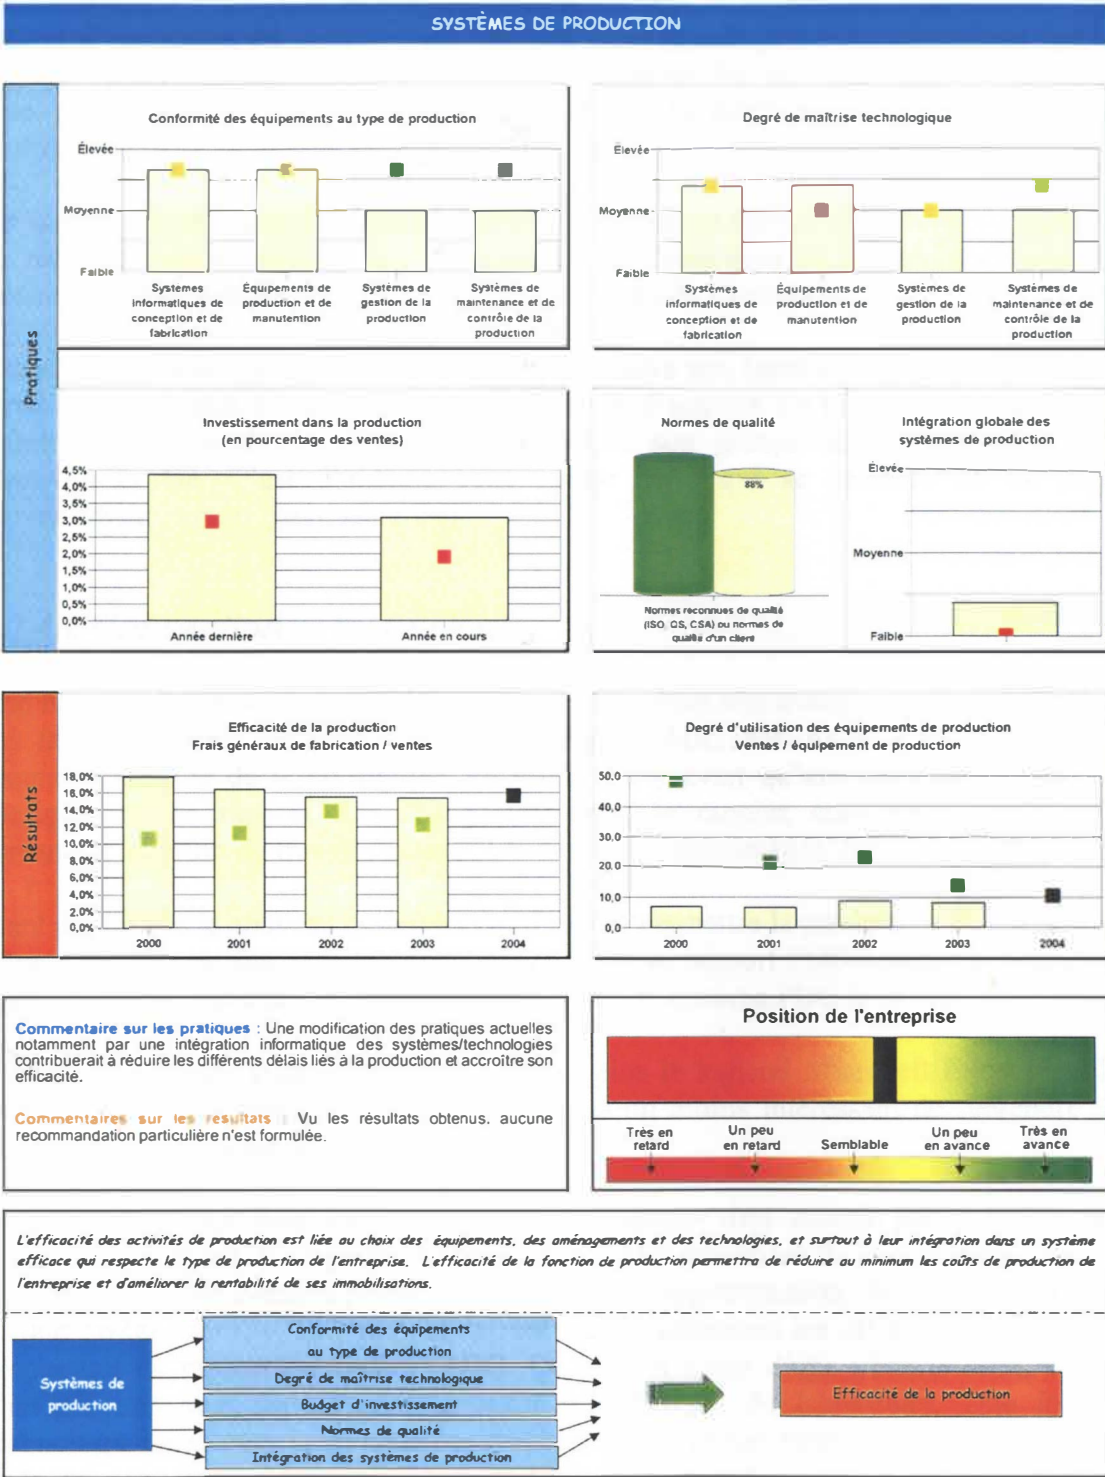 SYSTÈMES DE PRODUCTION
Pratiques
Conformité des équipements au type de production
Élevée
Moyenne
Faible
Systemes
informatiques de
conception et de
fabrication
Équipements de
production et de
manutention
Systèmes de
gestion de la
production
Systèmes de
maintenance et de
contrôle de la
production
Degré de maîtrise technologique
Élevée
Moyenne
Faible
Systèmes
informatiques de
conception et de
fabrication
Équipements de
production et de
manutention
Systèmes de
gestion de la
production
Systèmes de
maintenance et de
contrôle de la
production
Investissement dans la production
(en pourcentage des ventes)
4,5%
4,0%
3,5%
3,0%
2,5%
2,0%
1,5%
1,0%
0,5%
0,0%
Année dernière
Année en cours
Normes de qualité
88%
Normes reconnues de qualité
(ISO, QS, CSA) ou normes de
qualité d'un client
Intégration globale des
systèmes de production
Élevée
Moyenne
Faible
Résultats
Efficacité de la production
Frais généraux de fabrication / ventes
18,0%
16,0%
14,0%
12,0%
10,0%
8,0%
6,0%
4,0%
2.0%
0,0%
2000
2001
2002
2003
2004
Degré d'utilisation des équipements de production
Ventes / équipement de production
50.0
40,0
30.0
20.0
10,0
0,0
2000
2001
2002
2003
2004
Commentaire sur les pratiques : Une modification des pratiques actuelles
notamment par une intégration informatique des systèmes/technologies
contribuerait à réduire les différents délais liés à la production et accroître son
efficacité.
Commentaires sur les resultats : Vu les résultats obtenus. aucune
recommandation particulière n'est formulée.
Position de l'entreprise
Très en
retard
Un peu
en retard
Semblable
Un peu
en avance
Très en
avance
L'efficacité des activités de production est liée au choix des équipements, des aménagements et des technologies, et surtout à leur intégration dans un système
efficace qui respecte le type de production de l'entreprise. L'efficacité de la fonction de production permettra de réduire au minimum les coûts de production de
l'entreprise et d'améliorer la rentabilité de ses immobilisations.
Systèmes de
production
Conformité des équipements
au type de production
Degré de maîtrise technologique
Budget d'investissement
Normes de qualité
Intégration des systèmes de production
Efficacité de la production